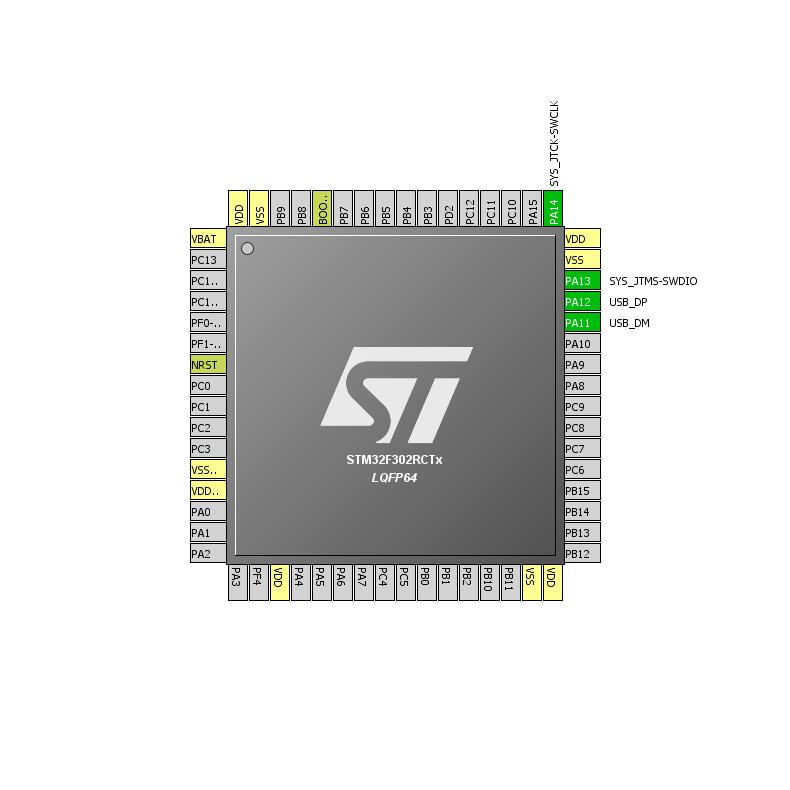 SYS_JTCK-SWCLK
VDD
VSS
PB9
PB8
BOO..
PB7
PB6
PB5
PB4
PB3
PD2
PC12
PC11
PC10
PA15
PA14
VBAT
PC13
PC1..
PC1..
PF0-..
PF1-..
NRST
PC0
PC1
PC2
PC3
VSS..
VDD..
PA0
PA1
PA2
VDD
VSS
PA13 SYS_JTMS-SWDIO
PA12 USB_DP
PA11 USB_DM
PA10
PA9
PA8
PC9
PC8
PC7
PC6
PB15
PB14
PB13
PB12
ST
STM32F302RCTx
LQFP64
PA3
PF4
VDD
PA4
PA5
PA6
PA7
PC4
PC5
PB0
PB1
PB2
PB10
PB11
VSS
VDD